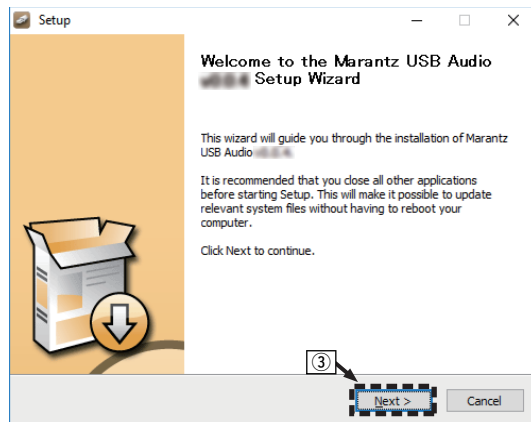 Setup
Welcome to the Marantz USB Audio
Setup Wizard
This wizard will guide you through the installation of Marantz
USB Audio
It is recommended that you close all other applications
before starting Setup. This will make it possible to update
relevant system files without having to reboot your
computer.
Click Next to continue.
③
Next >
Cancel